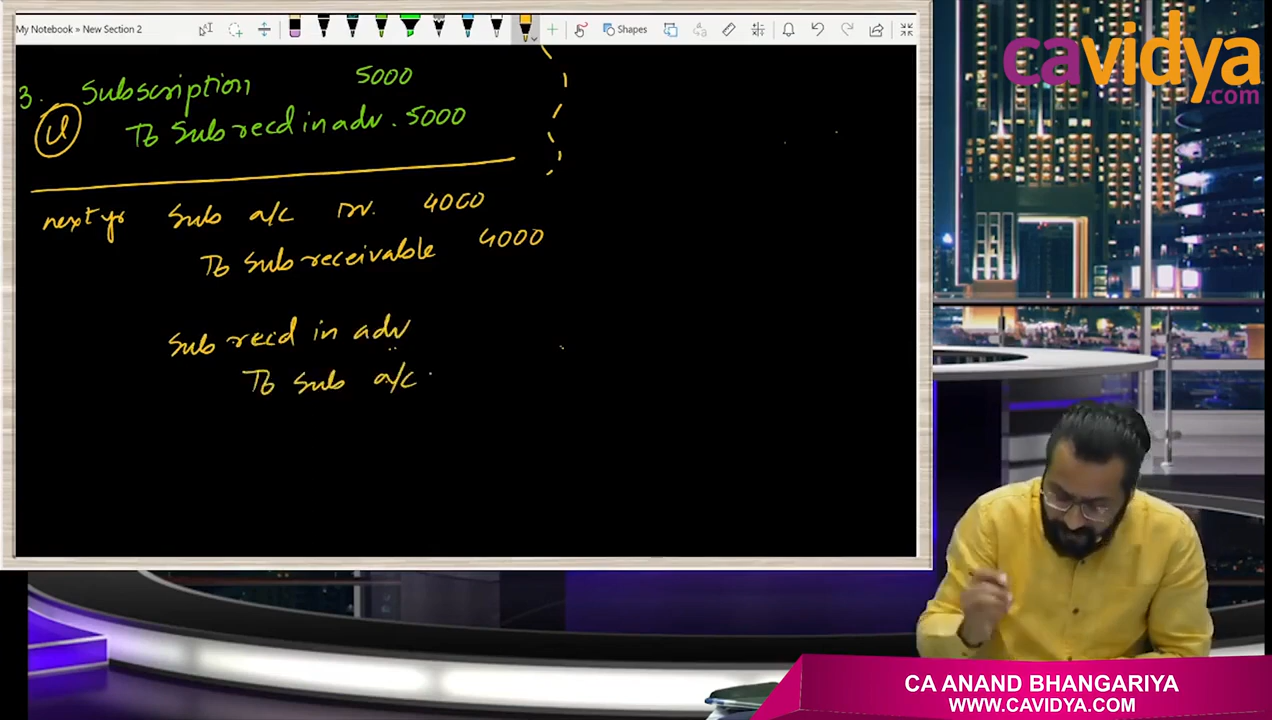 My Notebook » New Section 2
Shapes
cavidya
.com
3. Subscription 5000
To Sub recd in adv. 5000
next yr Sub a/c Dr. 4000
To Sub receivable 4000
Sub recd in adv
To Sub a/c
CA ANAND BHANGARIYA
WWW.CAVIDYA.COM